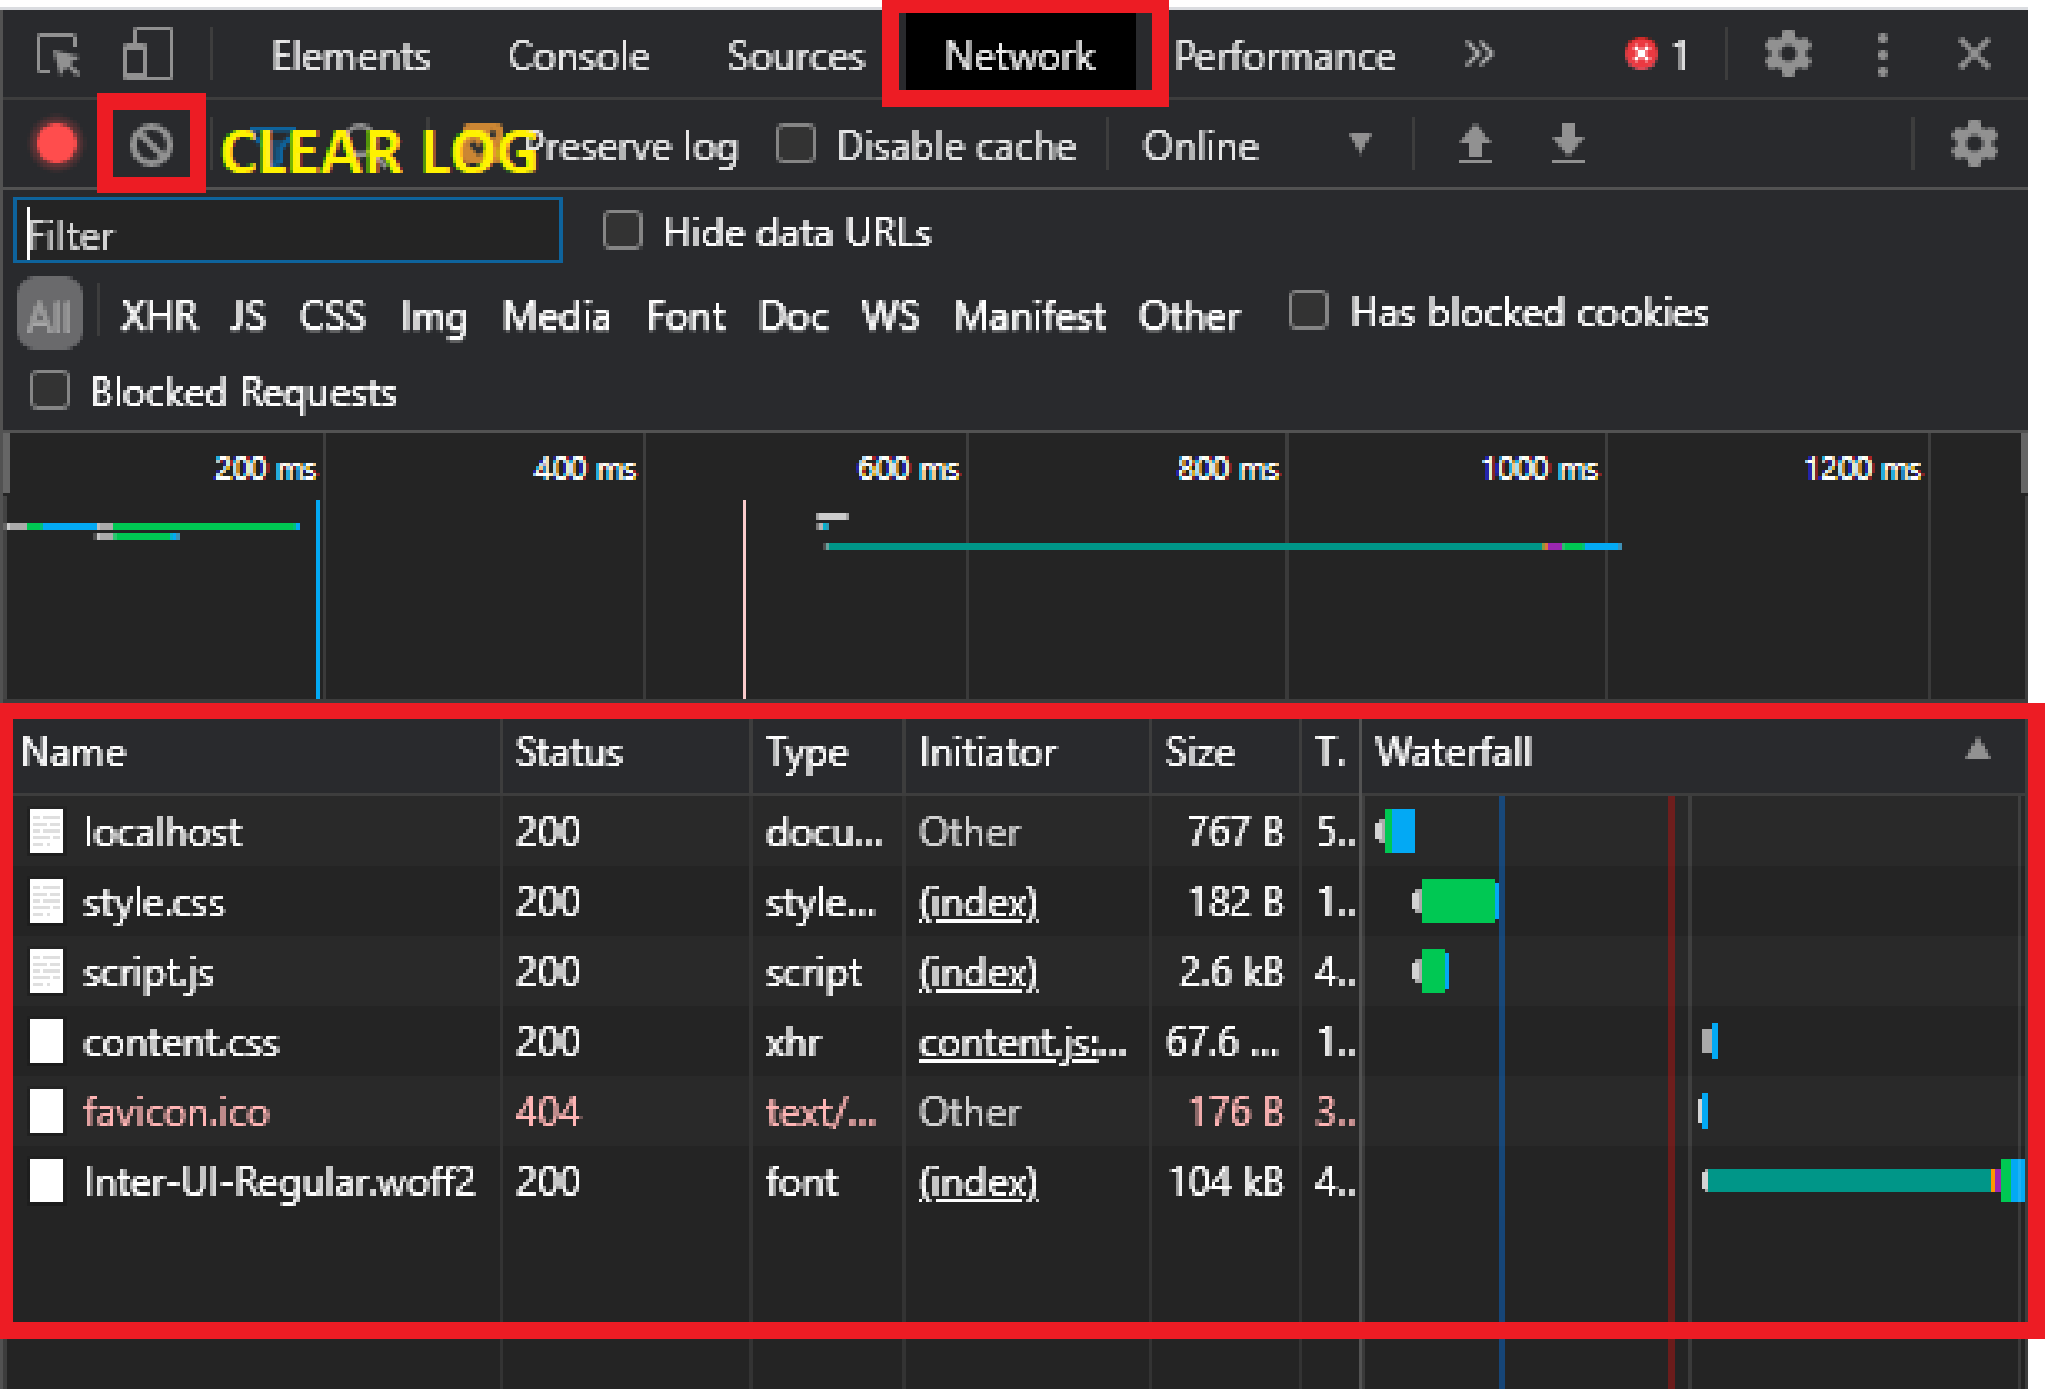 Elements Console Sources Network Performance » 1
CLEAR LOG Preserve log Disable cache Online
Filter Hide data URLs
All XHR JS CSS Img Media Font Doc WS Manifest Other Has blocked cookies
Blocked Requests
200 ms 400 ms 600 ms 800 ms 1000 ms 1200 ms
Name Status Type Initiator Size T. Waterfall
localhost 200 docu... Other 767 B 5..
style.css 200 style... (index) 182 B 1..
script.js 200 script (index) 2.6 kB 4..
content.css 200 xhr content.js:... 67.6 ... 1..
favicon.ico 404 text/... Other 176 B 3..
Inter-UI-Regular.woff2 200 font (index) 104 kB 4..